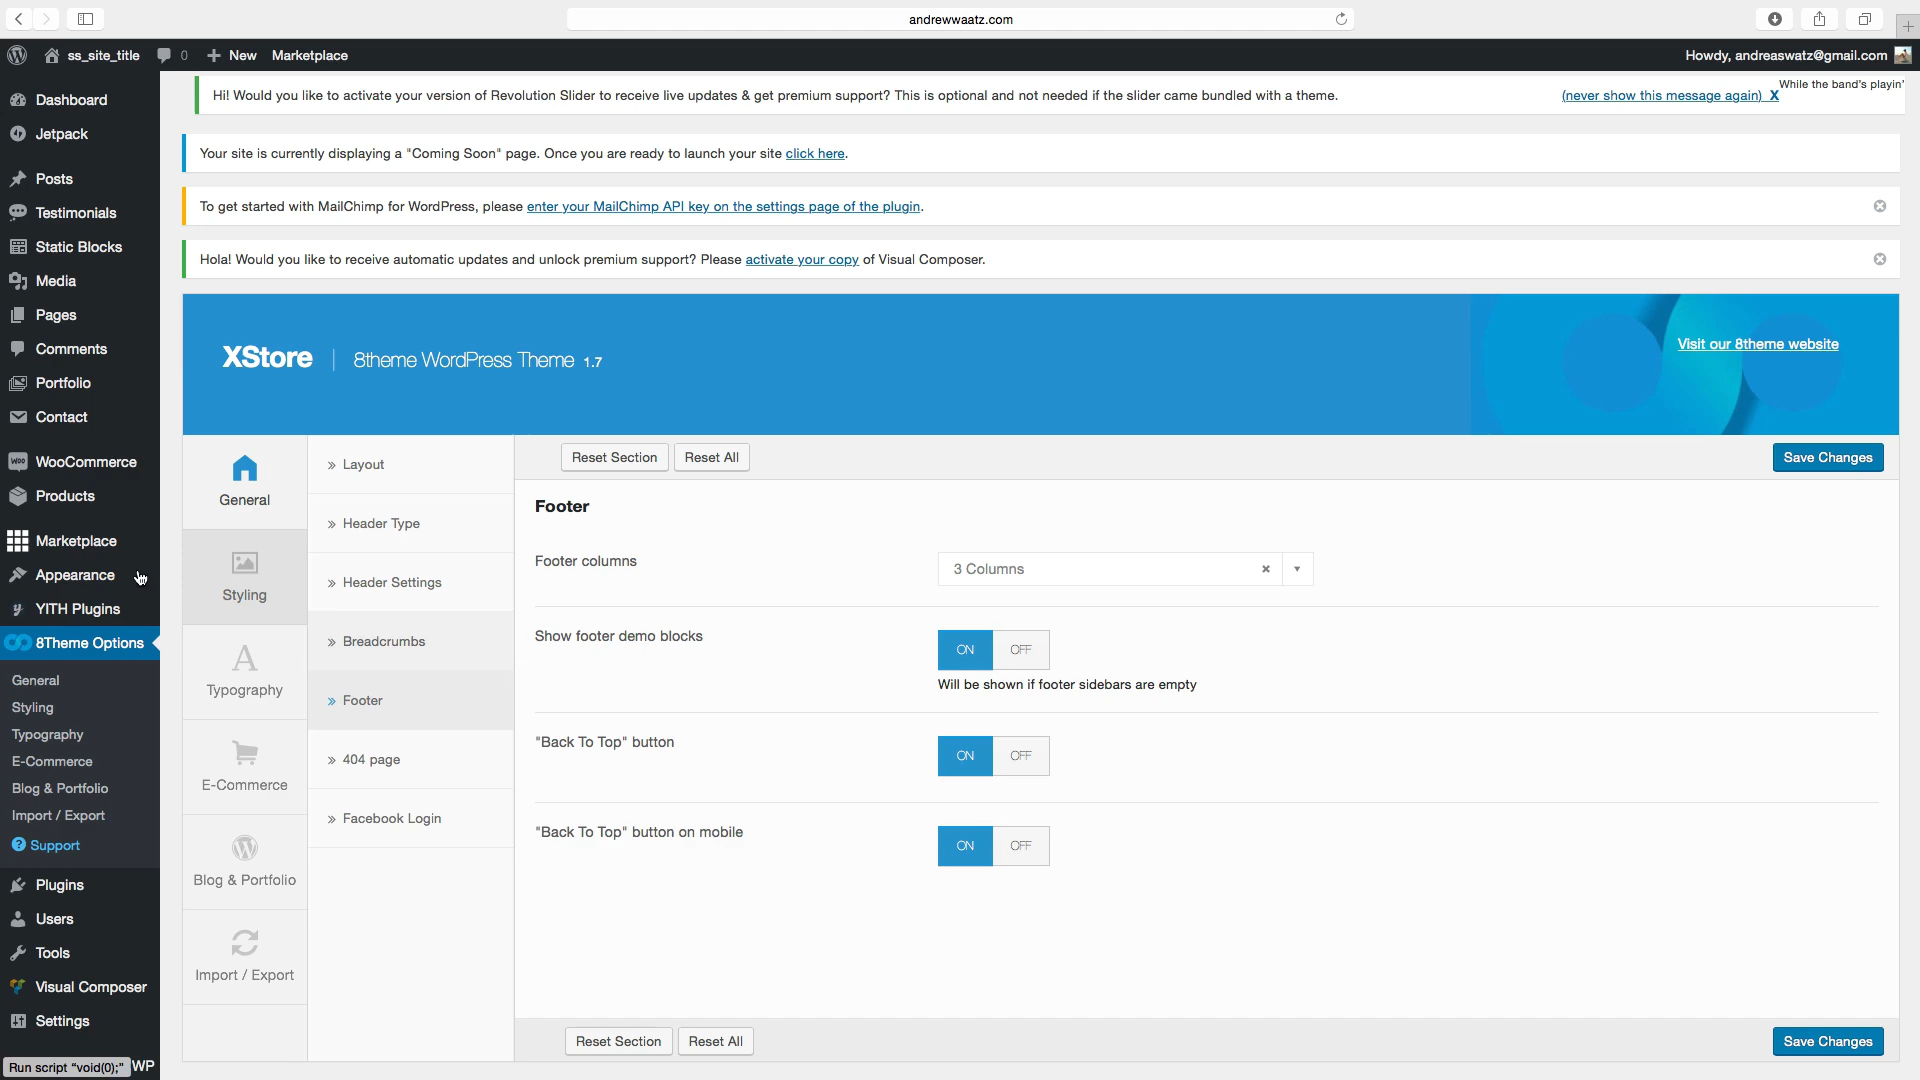 andrewwaatz.com
ss_site_title
0
New
Marketplace
Howdy, andreaswatz@gmail.com
Dashboard
Jetpack
Posts
Testimonials
Static Blocks
Media
Pages
Comments
Portfolio
Contact
WooCommerce
Products
Marketplace
Appearance
YITH Plugins
8Theme Options
General
Styling
Typography
E-Commerce
Blog & Portfolio
Import / Export
? Support
Plugins
Users
Tools
Visual Composer
Settings
Run script "void(0);"
WP
Hi! Would you like to activate your version of Revolution Slider to receive live updates & get premium support? This is optional and not needed if the slider came bundled with a theme.
(never show this message again) X
While the band's playin'
Your site is currently displaying a "Coming Soon" page. Once you are ready to launch your site click here.
To get started with MailChimp for WordPress, please enter your MailChimp API key on the settings page of the plugin.
Hola! Would you like to receive automatic updates and unlock premium support? Please activate your copy of Visual Composer.
XStore | 8theme WordPress Theme 1.7
Visit our 8theme website
General
Styling
Typography
E-Commerce
Blog & Portfolio
Import / Export
» Layout
» Header Type
» Header Settings
» Breadcrumbs
» Footer
» 404 page
» Facebook Login
Reset Section
Reset All
Save Changes
Footer
Footer columns
3 Columns
Show footer demo blocks
ON OFF
Will be shown if footer sidebars are empty
"Back To Top" button
ON OFF
"Back To Top" button on mobile
ON OFF
Reset Section
Reset All
Save Changes